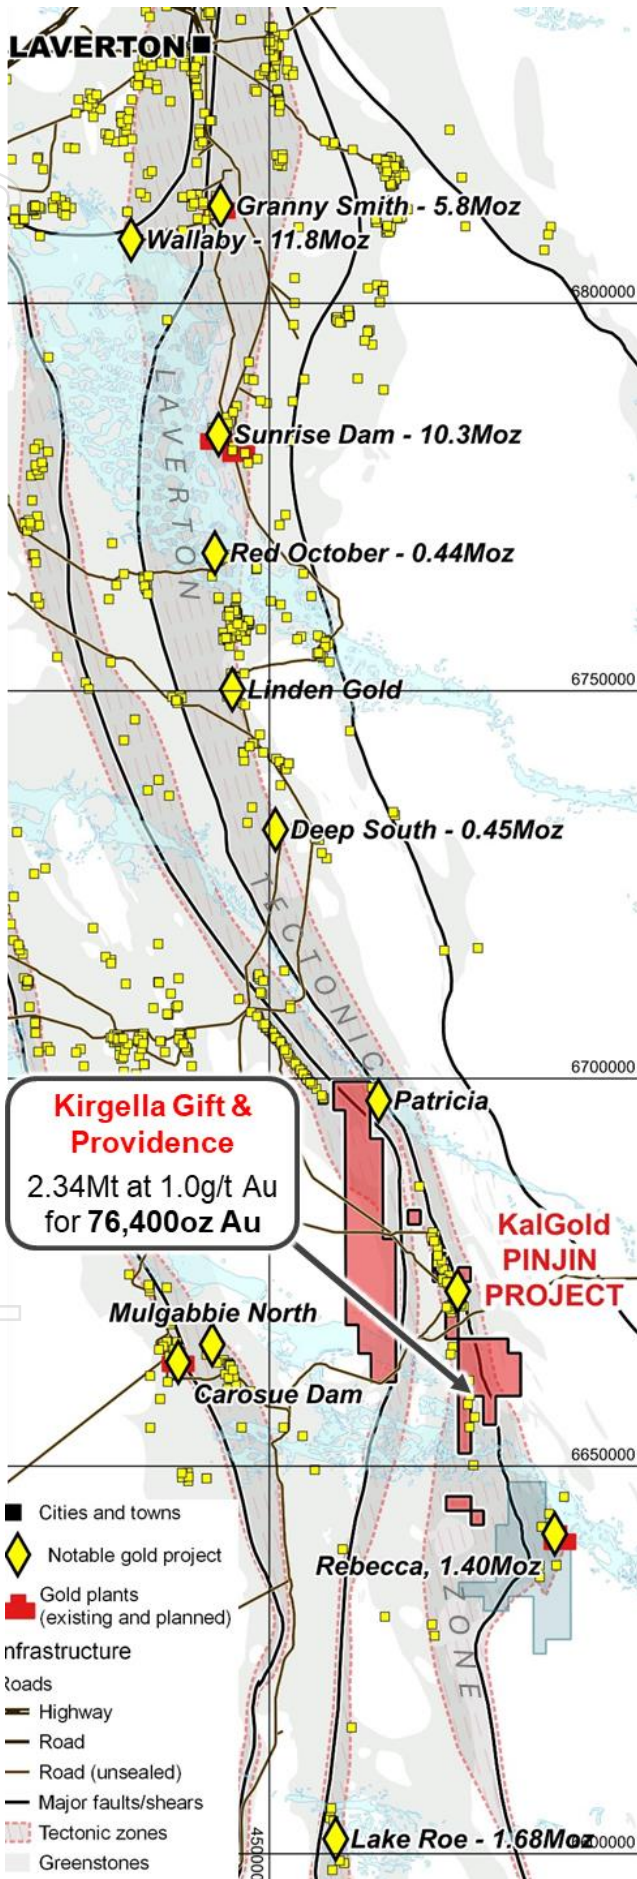 LAVERTON
Granny Smith - 5.8Moz
Wallaby - 11.8Moz
6800000
LAVERTON
Sunrise Dam - 10.3Moz
Red October - 0.44Moz
6750000
Linden Gold
Deep South - 0.45Moz
TECTONIC
6700000
Kirgella Gift &
Providence
2.34Mt at 1.0g/t Au
for 76,400oz Au
Patricia
KalGold
PINJIN
PROJECT
Mulgabbie North
Carosue Dam
6650000
Rebecca, 1.40Moz
ZONE
Cities and towns
Notable gold project
Gold plants
(existing and planned)
nfrastructure
Roads
Highway
Road
Road (unsealed)
Major faults/shears
Tectonic zones
Greenstones
450000
Lake Roe - 1.68Moz
6600000